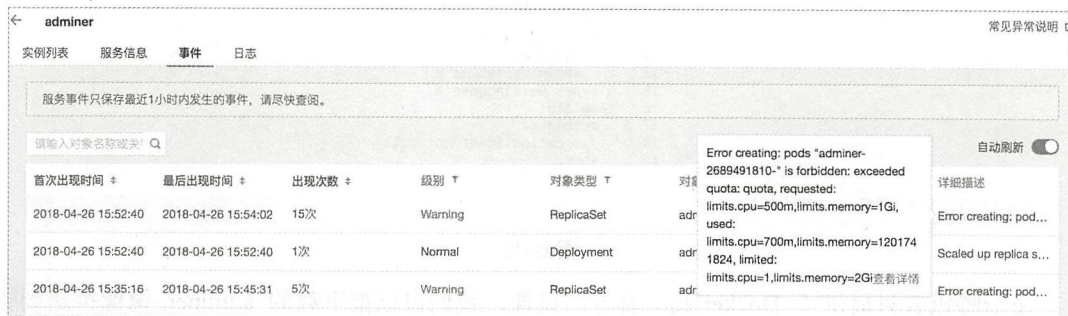 ← adminer
常见异常说明
实例列表 服务信息 事件 日志
服务事件只保存最近1小时内发生的事件，请尽快查阅。
请输入对象名称或关
自动刷新
首次出现时间 最后出现时间 出现次数 级别 对象类型 对象 详细描述
2018-04-26 15:52:40 2018-04-26 15:54:02 15次 Warning ReplicaSet adr Error creating: pod...
2018-04-26 15:52:40 2018-04-26 15:52:40 1次 Normal Deployment adr Scaled up replica s...
2018-04-26 15:35:16 2018-04-26 15:45:31 5次 Warning ReplicaSet adr Error creating: pod...
Error creating: pods "adminer-
2689491810-" is forbidden: exceeded
quota: quota, requested:
limits.cpu=500m,limits.memory=1Gi,
used:
limits.cpu=700m,limits.memory=120174
1824, limited:
limits.cpu=1,limits.memory=2Gi查看详情